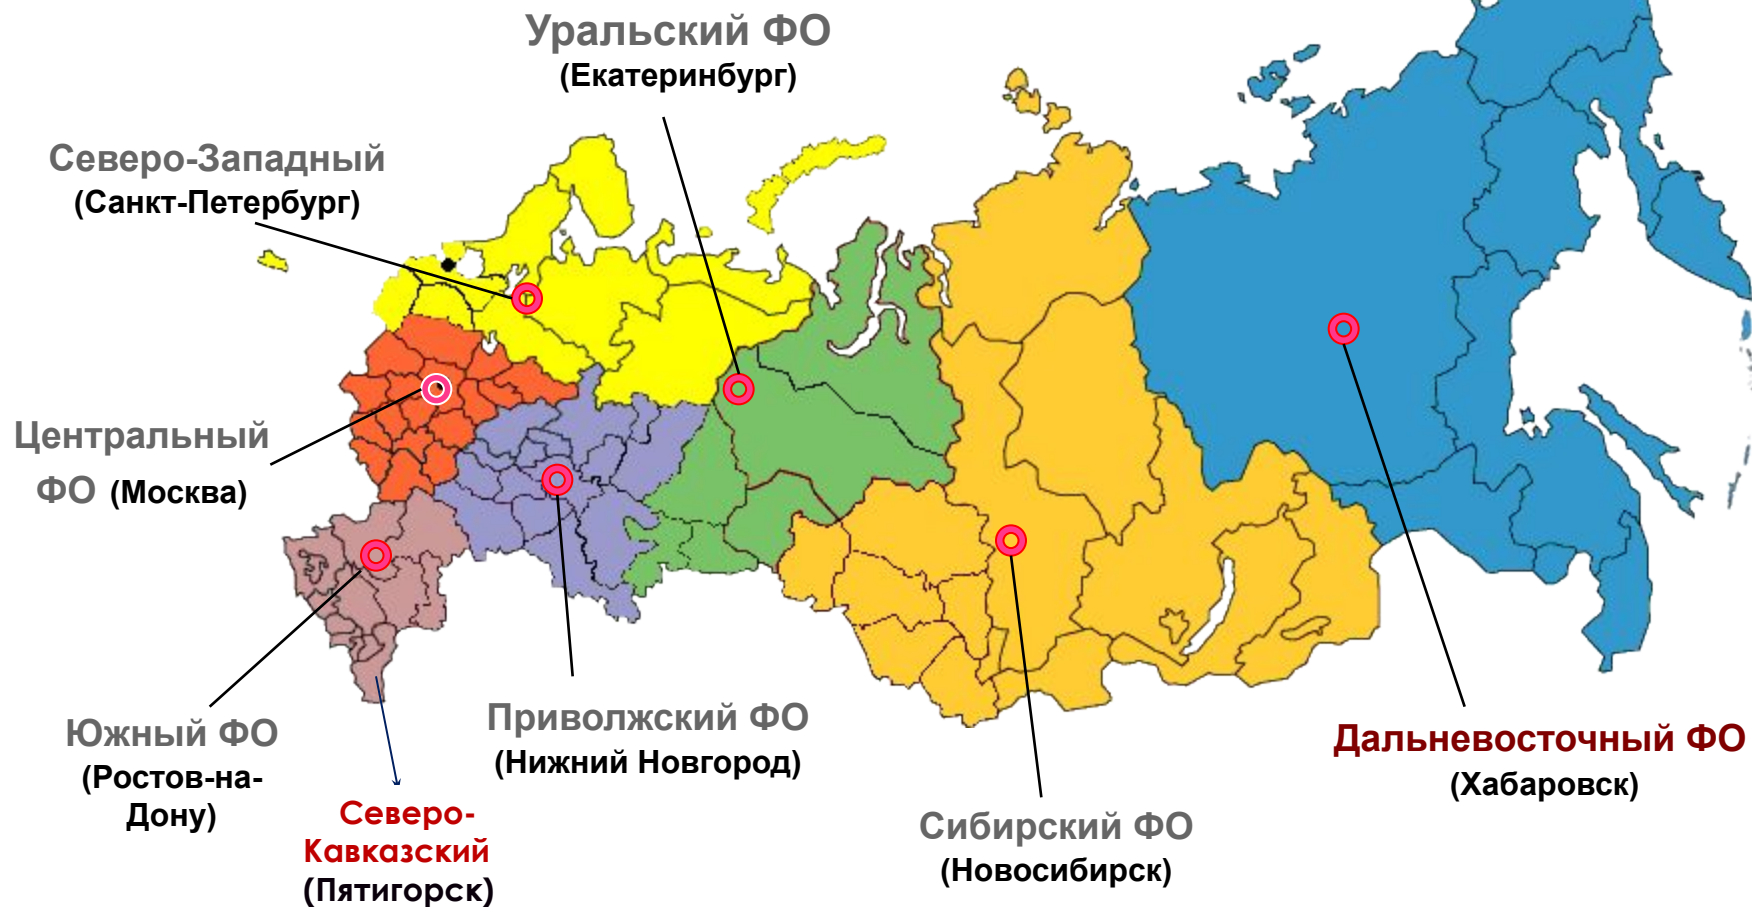 Уральский ФО
(Екатеринбург)
Северо-Западный
(Санкт-Петербург)
Центральный
ФО (Москва)
Южный ФО
(Ростов-на-
Дону)
Северо-
Кавказский
(Пятигорск)
Приволжский ФО
(Нижний Новгород)
Сибирский ФО
(Новосибирск)
Дальневосточный ФО
(Хабаровск)